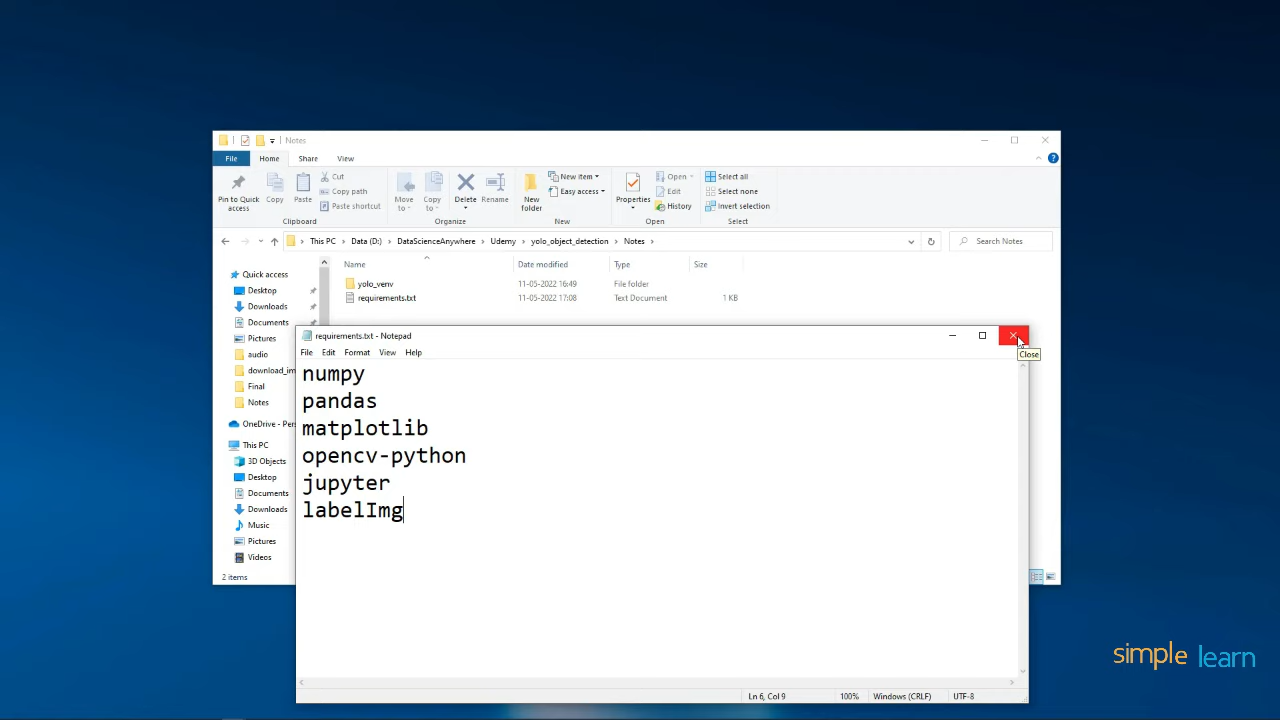 Notes
File Home Share View
Pin to Quick access
Copy
Paste
Cut
Copy path
Paste shortcut
Clipboard
Move to
Copy to
Delete
Rename
Organize
New folder
New item
Easy access
New
Properties
Open
Edit
History
Open
Select all
Select none
Invert selection
Select
This PC > Data (D:) > DataScienceAnywhere > Udemy > yolo_object_detection > Notes >
Search Notes
Name Date modified Type Size
yolo_venv 11-05-2022 16:49 File folder
requirements.txt 11-05-2022 17:08 Text Document 1 KB
Quick access
Desktop
Downloads
Documents
Pictures
audio
download_im
Final
Notes
OneDrive - Pers
This PC
3D Objects
Desktop
Documents
Downloads
Music
Pictures
Videos
2 items
requirements.txt - Notepad
Close
File Edit Format View Help
numpy
pandas
matplotlib
opencv-python
jupyter
labelImg
Ln 6, Col 9 100% Windows (CRLF) UTF-8
simple learn